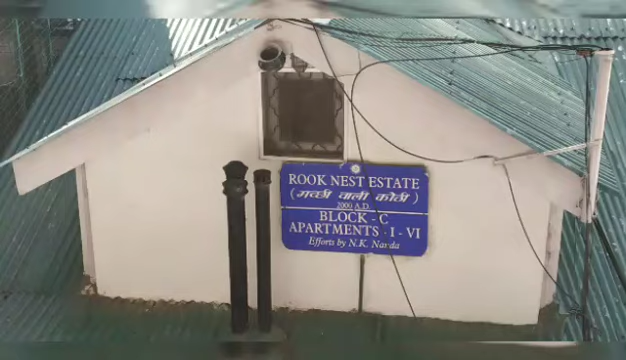 ROOK NEST ESTATE
( मच्छी वाली कोठी )
2000 A.D.
BLOCK - C
APARTMENTS - I - VI
Efforts by N.K. Narda